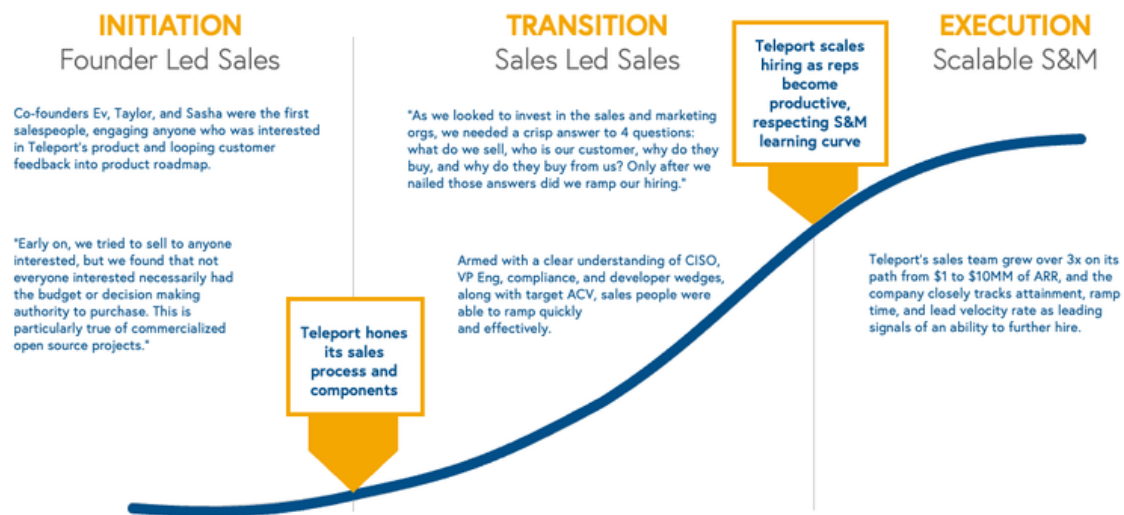 INITIATION
Founder Led Sales
Co-founders Ev, Taylor, and Sasha were the first
salespeople, engaging anyone who was interested
in Teleport's product and looping customer
feedback into product roadmap.
"Early on, we tried to sell to anyone
interested, but we found that not
everyone interested necessarily had
the budget or decision making
authority to purchase. This is
particularly true of commercialized
open source projects."
Teleport hones
its sales
process and
components
TRANSITION
Sales Led Sales
"As we looked to invest in the sales and marketing
orgs, we needed a crisp answer to 4 questions:
what do we sell, who is our customer, why do they
buy, and why do they buy from us? Only after we
nailed those answers did we ramp our hiring."
Armed with a clear understanding of CISO,
VP Eng, compliance, and developer wedges,
along with target ACV, sales people were
able to ramp quickly
and effectively.
Teleport scales
hiring as reps
become
productive,
respecting S&M
learning curve
EXECUTION
Scalable S&M
Teleport's sales team grew over 3x on its
path from $1 to $10MM of ARR, and the
company closely tracks attainment, ramp
time, and lead velocity rate as leading
signals of an ability to further hire.